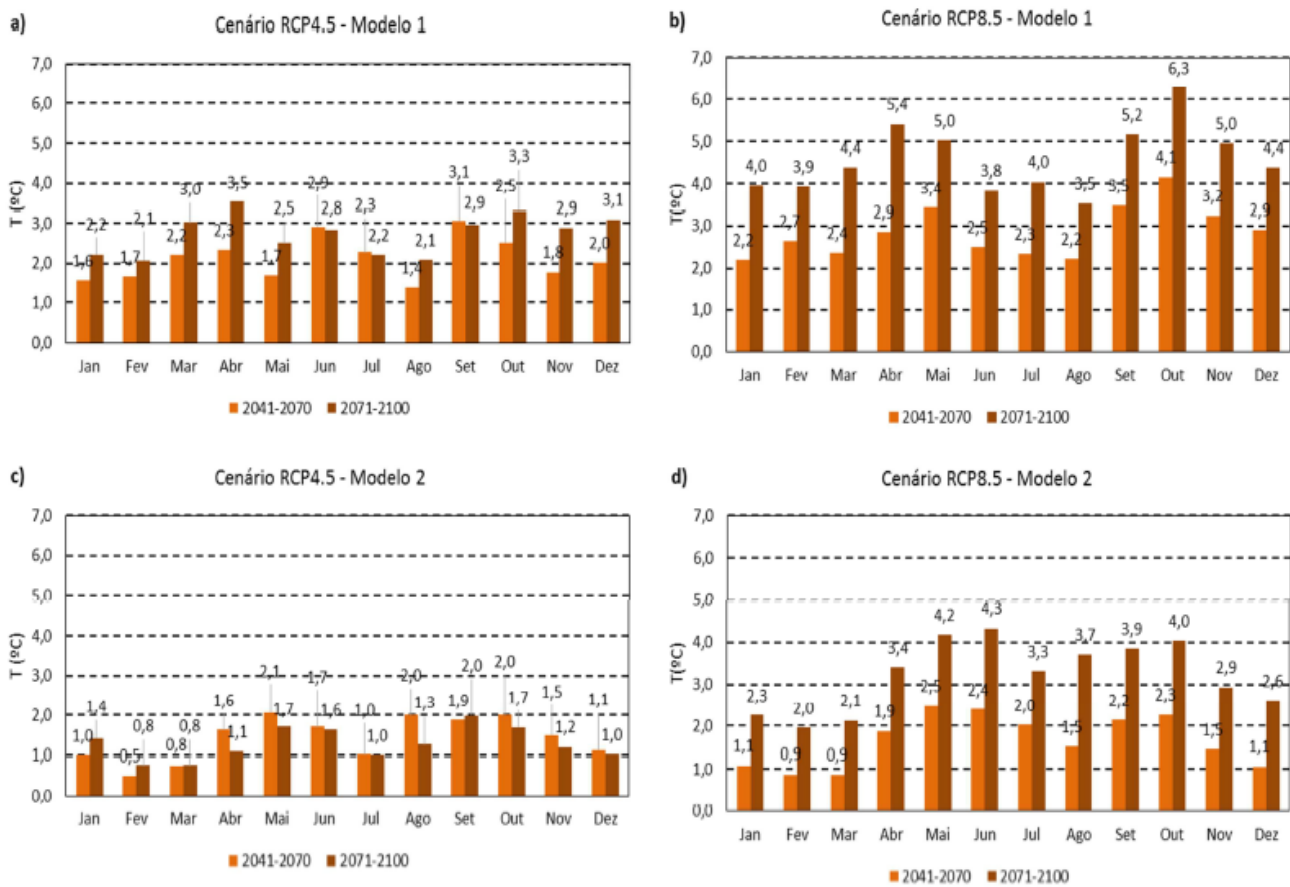 a) Cenário RCP4.5 - Modelo 1
7,0
6,0
5,0
4,0
3,0
2,0
1,0
0,0
T (ºC)
1,6 2,2 1,7 2,1 2,2 3,0 2,3 3,5 1,7 2,5 2,9 2,8 2,3 2,2 1,4 2,1 3,1 2,9 2,5 3,3 1,8 2,9 2,0 3,1
Jan Fev Mar Abr Mai Jun Jul Ago Set Out Nov Dez
2041-2070 2071-2100
b) Cenário RCP8.5 - Modelo 1
7,0
6,0
5,0
4,0
3,0
2,0
1,0
0,0
T(ºC)
2,2 4,0 2,7 3,9 2,4 4,4 2,9 5,4 3,4 5,0 2,5 3,8 2,3 4,0 2,2 3,5 3,5 5,2 4,1 6,3 3,2 5,0 2,9 4,4
Jan Fev Mar Abr Mai Jun Jul Ago Set Out Nov Dez
2041-2070 2071-2100
c) Cenário RCP4.5 - Modelo 2
7,0
6,0
5,0
4,0
3,0
2,0
1,0
0,0
T (ºC)
1,0 1,4 0,5 0,8 0,8 0,8 1,6 1,1 2,1 1,7 1,7 1,6 1,0 1,0 2,0 1,3 1,9 2,0 2,0 1,7 1,5 1,2 1,1 1,0
Jan Fev Mar Abr Mai Jun Jul Ago Set Out Nov Dez
2041-2070 2071-2100
d) Cenário RCP8.5 - Modelo 2
7,0
6,0
5,0
4,0
3,0
2,0
1,0
0,0
T(ºC)
1,1 2,3 0,9 2,0 0,9 2,1 1,9 3,4 2,5 4,2 2,4 4,3 2,0 3,3 1,5 3,7 2,2 3,9 2,3 4,0 1,5 2,9 1,1 2,6
Jan Fev Mar Abr Mai Jun Jul Ago Set Out Nov Dez
2041-2070 2071-2100